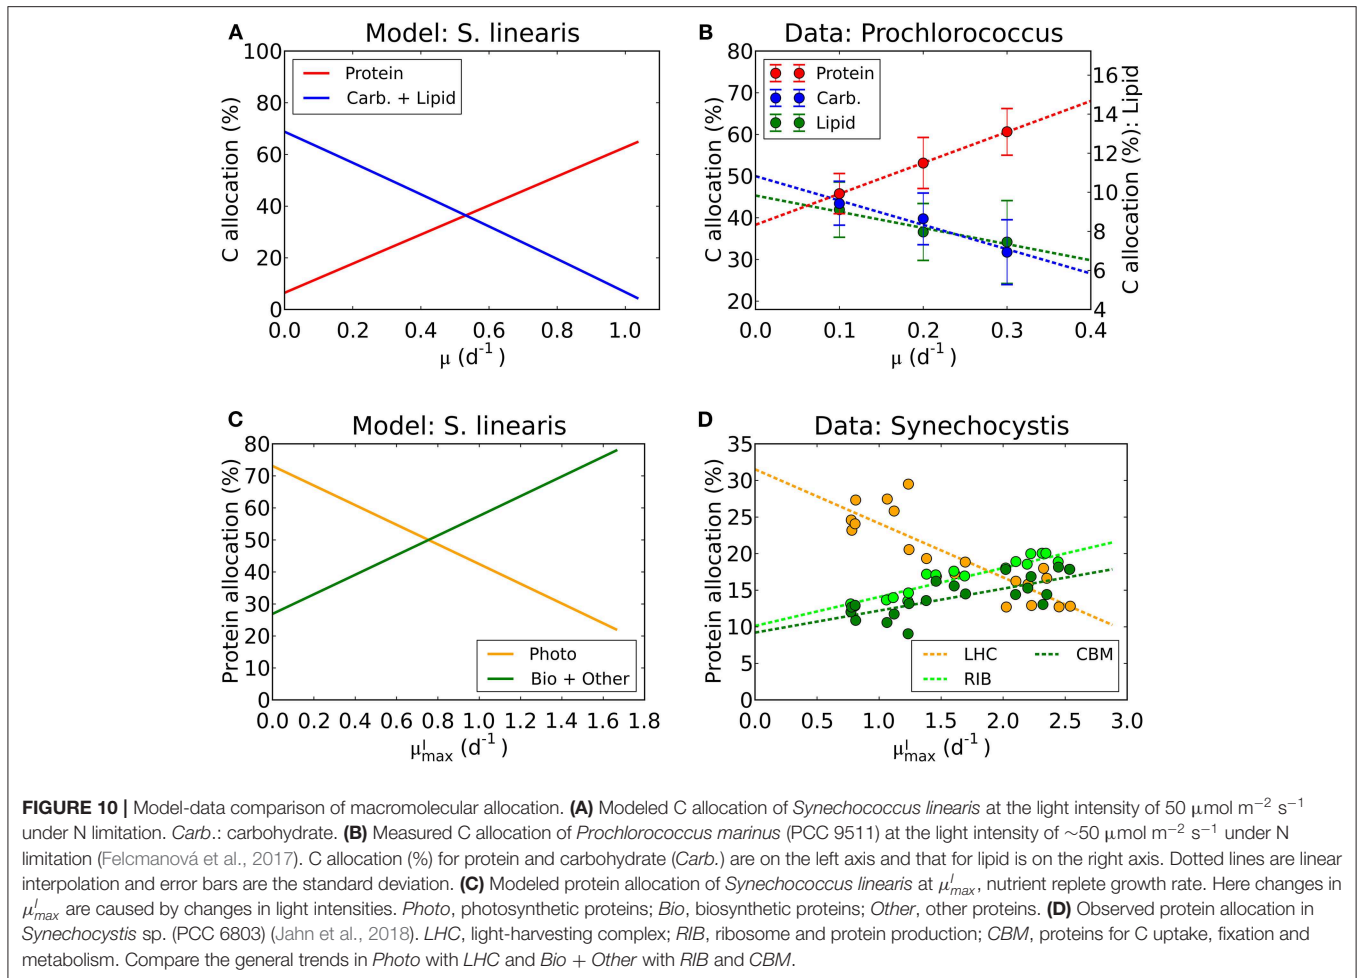 A
Model: S. linearis
100
80
60
40
20
0
C allocation (%)
Protein
Carb. + Lipid
0.0 0.2 0.4 0.6 0.8 1.0
μ (d⁻¹)
B
Data: Prochlorococcus
80
70
60
50
40
30
20
C allocation (%)
Protein
Carb.
Lipid
16
14
12
10
8
6
4
C allocation (%): Lipid
0.0 0.1 0.2 0.3 0.4
μ (d⁻¹)
C
Model: S. linearis
80
70
60
50
40
30
20
10
0
Protein allocation (%)
Photo
Bio + Other
0.0 0.2 0.4 0.6 0.8 1.0 1.2 1.4 1.6 1.8
μᴵmax (d⁻¹)
D
Data: Synechocystis
35
30
25
20
15
10
5
0
Protein allocation (%)
LHC CBM
RIB
0.0 0.5 1.0 1.5 2.0 2.5 3.0
μᴵmax (d⁻¹)
FIGURE 10 | Model-data comparison of macromolecular allocation. (A) Modeled C allocation of Synechococcus linearis at the light intensity of 50 μmol m⁻² s⁻¹
under N limitation. Carb.: carbohydrate. (B) Measured C allocation of Prochlorococcus marinus (PCC 9511) at the light intensity of ~50 μmol m⁻² s⁻¹ under N
limitation (Felcmanová et al., 2017). C allocation (%) for protein and carbohydrate (Carb.) are on the left axis and that for lipid is on the right axis. Dotted lines are linear
interpolation and error bars are the standard deviation. (C) Modeled protein allocation of Synechococcus linearis at μᴵmax, nutrient replete growth rate. Here changes in
μᴵmax are caused by changes in light intensities. Photo, photosynthetic proteins; Bio, biosynthetic proteins; Other, other proteins. (D) Observed protein allocation in
Synechocystis sp. (PCC 6803) (Jahn et al., 2018). LHC, light-harvesting complex; RIB, ribosome and protein production; CBM, proteins for C uptake, fixation and
metabolism. Compare the general trends in Photo with LHC and Bio + Other with RIB and CBM.